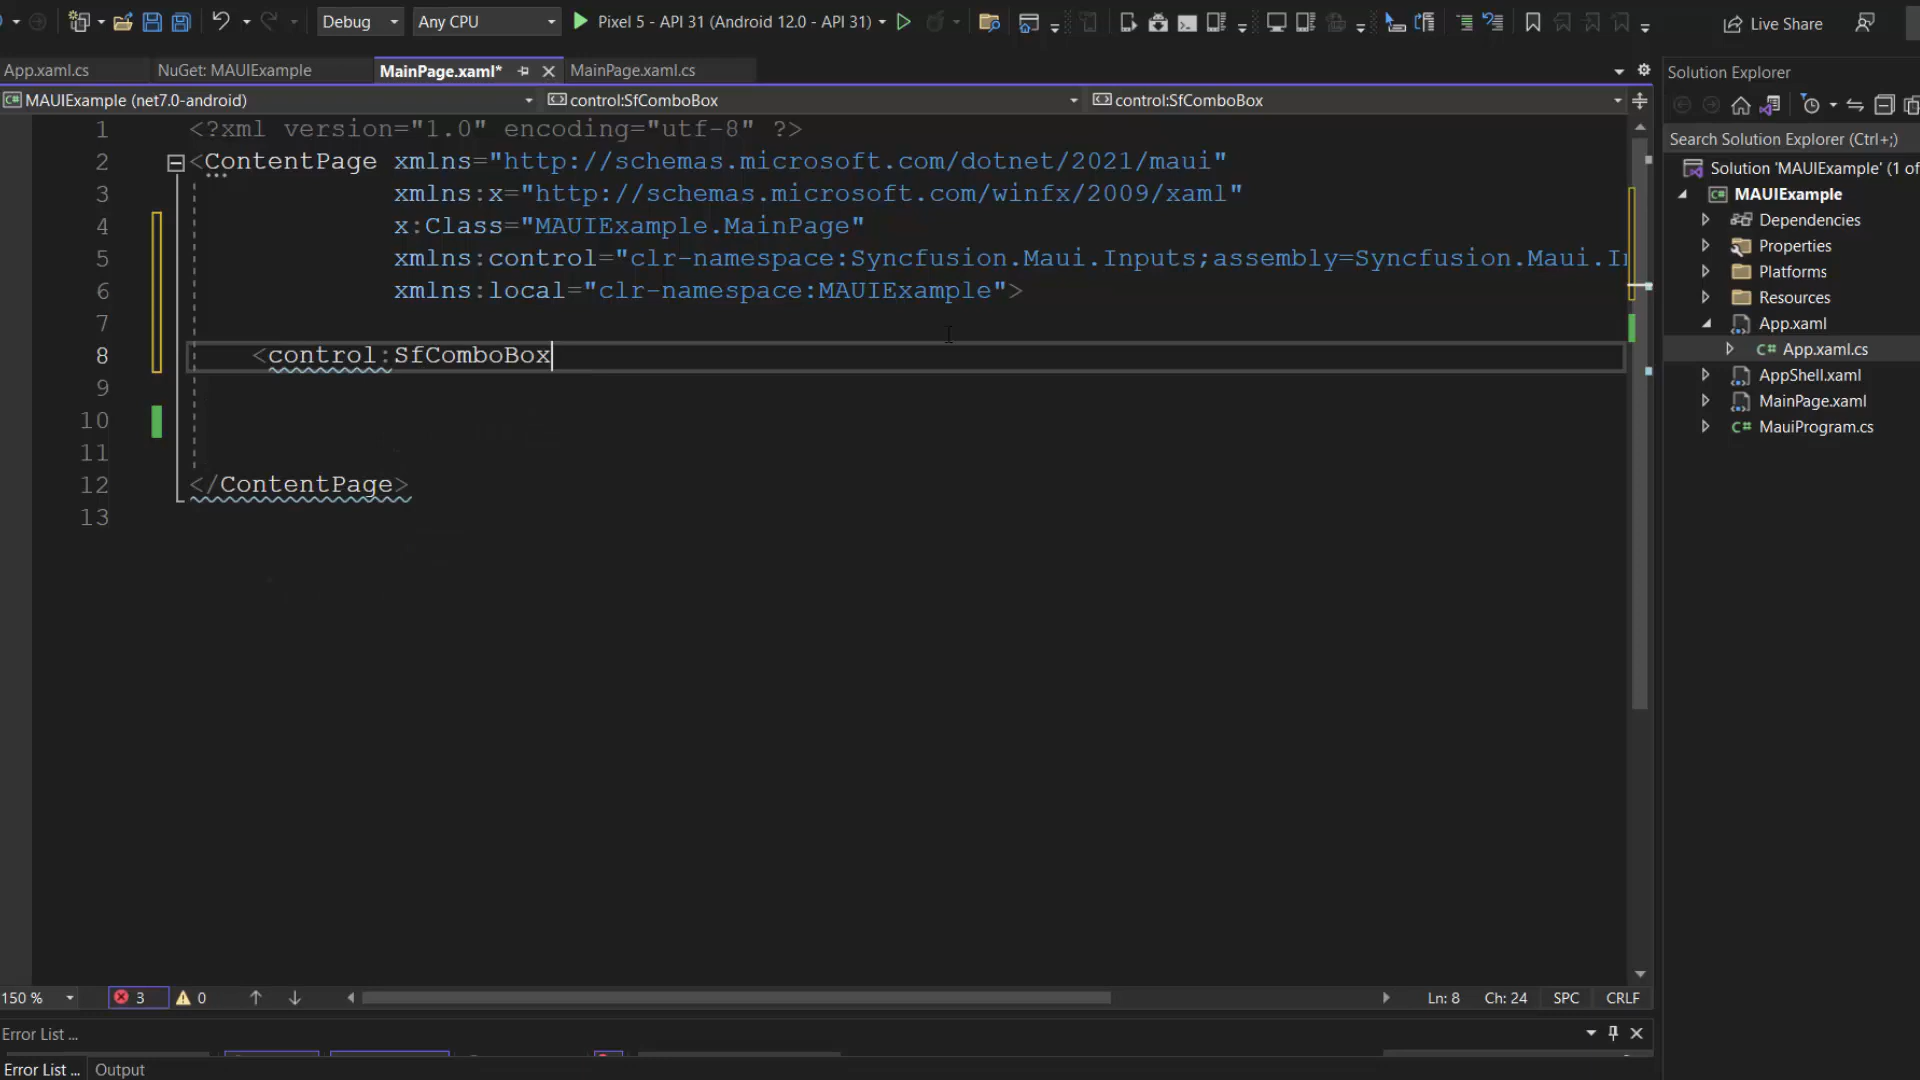 Debug Any CPU Pixel 5 - API 31 (Android 12.0 - API 31) Live Share
App.xaml.cs NuGet: MAUIExample MainPage.xaml* MainPage.xaml.cs
MAUIExample (net7.0-android) control:SfComboBox control:SfComboBox
1 <?xml version="1.0" encoding="utf-8" ?>
2 <ContentPage xmlns="http://schemas.microsoft.com/dotnet/2021/maui"
3 xmlns:x="http://schemas.microsoft.com/winfx/2009/xaml"
4 x:Class="MAUIExample.MainPage"
5 xmlns:control="clr-namespace:Syncfusion.Maui.Inputs;assembly=Syncfusion.Maui.In
6 xmlns:local="clr-namespace:MAUIExample">
7
8 <control:SfComboBox
9
10
11
12 </ContentPage>
13
150 % 3 0 Ln: 8 Ch: 24 SPC CRLF
Error List ...
Error List ... Output
Solution Explorer
Search Solution Explorer (Ctrl+;)
Solution 'MAUIExample' (1 of
MAUIExample
Dependencies
Properties
Platforms
Resources
App.xaml
C# App.xaml.cs
AppShell.xaml
MainPage.xaml
C# MauiProgram.cs